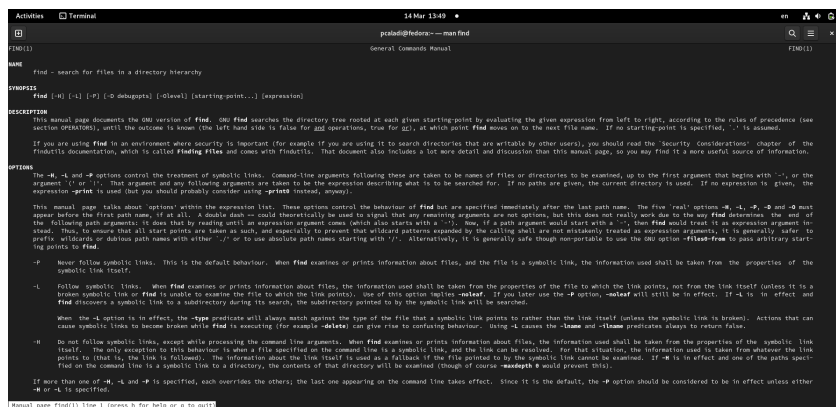 Activities Terminal 14 Mar 13:49 en
pcaladi@fedora:~ — man find
FIND(1) General Commands Manual FIND(1)
NAME
find - search for files in a directory hierarchy
SYNOPSIS
find [-H] [-L] [-P] [-D debugopts] [-Olevel] [starting-point...] [expression]
DESCRIPTION
This manual page documents the GNU version of find. GNU find searches the directory tree rooted at each given starting-point by evaluating the given expression from left to right, according to the rules of precedence (see
section OPERATORS), until the outcome is known (the left hand side is false for and operations, true for or), at which point find moves on to the next file name. If no starting-point is specified, `.' is assumed.
If you are using find in an environment where security is important (for example if you are using it to search directories that are writable by other users), you should read the `Security Considerations' chapter of the
findutils documentation, which is called Finding Files and comes with findutils. That document also includes a lot more detail and discussion than this manual page, so you may find it a more useful source of information.
OPTIONS
The -H, -L and -P options control the treatment of symbolic links. Command-line arguments following these are taken to be names of files or directories to be examined, up to the first argument that begins with `-', or the
argument `(' or `!'. That argument and any following arguments are taken to be the expression describing what is to be searched for. If no paths are given, the current directory is used. If no expression is given, the
expression -print is used (but you should probably consider using -print0 instead, anyway).
This manual page talks about `options' within the expression list. These options control the behaviour of find but are specified immediately after the last path name. The five `real' options -H, -L, -P, -D and -O must
appear before the first path name, if at all. A double dash -- could theoretically be used to signal that any remaining arguments are not options, but this does not really work due to the way find determines the end of
the following path arguments: it does that by reading until an expression argument comes (which also starts with a `-'). Now, if a path argument would start with a `-', then find would treat it as expression argument in-
stead. Thus, to ensure that all start points are taken as such, and especially to prevent that wildcard patterns expanded by the calling shell are not mistakenly treated as expression arguments, it is generally safer to
prefix wildcards or dubious path names with either `./' or to use absolute path names starting with '/'. Alternatively, it is generally safe though non-portable to use the GNU option -files0-from to pass arbitrary start-
ing points to find.
-P Never follow symbolic links. This is the default behaviour. When find examines or prints information about files, and the file is a symbolic link, the information used shall be taken from the properties of the
symbolic link itself.
-L Follow symbolic links. When find examines or prints information about files, the information used shall be taken from the properties of the file to which the link points, not from the link itself (unless it is a
broken symbolic link or find is unable to examine the file to which the link points). Use of this option implies -noleaf. If you later use the -P option, -noleaf will still be in effect. If -L is in effect and
find discovers a symbolic link to a subdirectory during its search, the subdirectory pointed to by the symbolic link will be searched.
When the -L option is in effect, the -type predicate will always match against the type of the file that a symbolic link points to rather than the link itself (unless the symbolic link is broken). Actions that can
cause symbolic links to become broken while find is executing (for example -delete) can give rise to confusing behaviour. Using -L causes the -lname and -ilname predicates always to return false.
-H Do not follow symbolic links, except while processing the command line arguments. When find examines or prints information about files, the information used shall be taken from the properties of the symbolic link
itself. The only exception to this behaviour is when a file specified on the command line is a symbolic link, and the link can be resolved. For that situation, the information used is taken from whatever the link
points to (that is, the link is followed). The information about the link itself is used as a fallback if the file pointed to by the symbolic link cannot be examined. If -H is in effect and one of the paths speci-
fied on the command line is a symbolic link to a directory, the contents of that directory will be examined (though of course -maxdepth 0 would prevent this).
If more than one of -H, -L and -P is specified, each overrides the others; the last one appearing on the command line takes effect. Since it is the default, the -P option should be considered to be in effect unless either
-H or -L is specified.
Manual page find(1) line 1 (press h for help or q to quit)